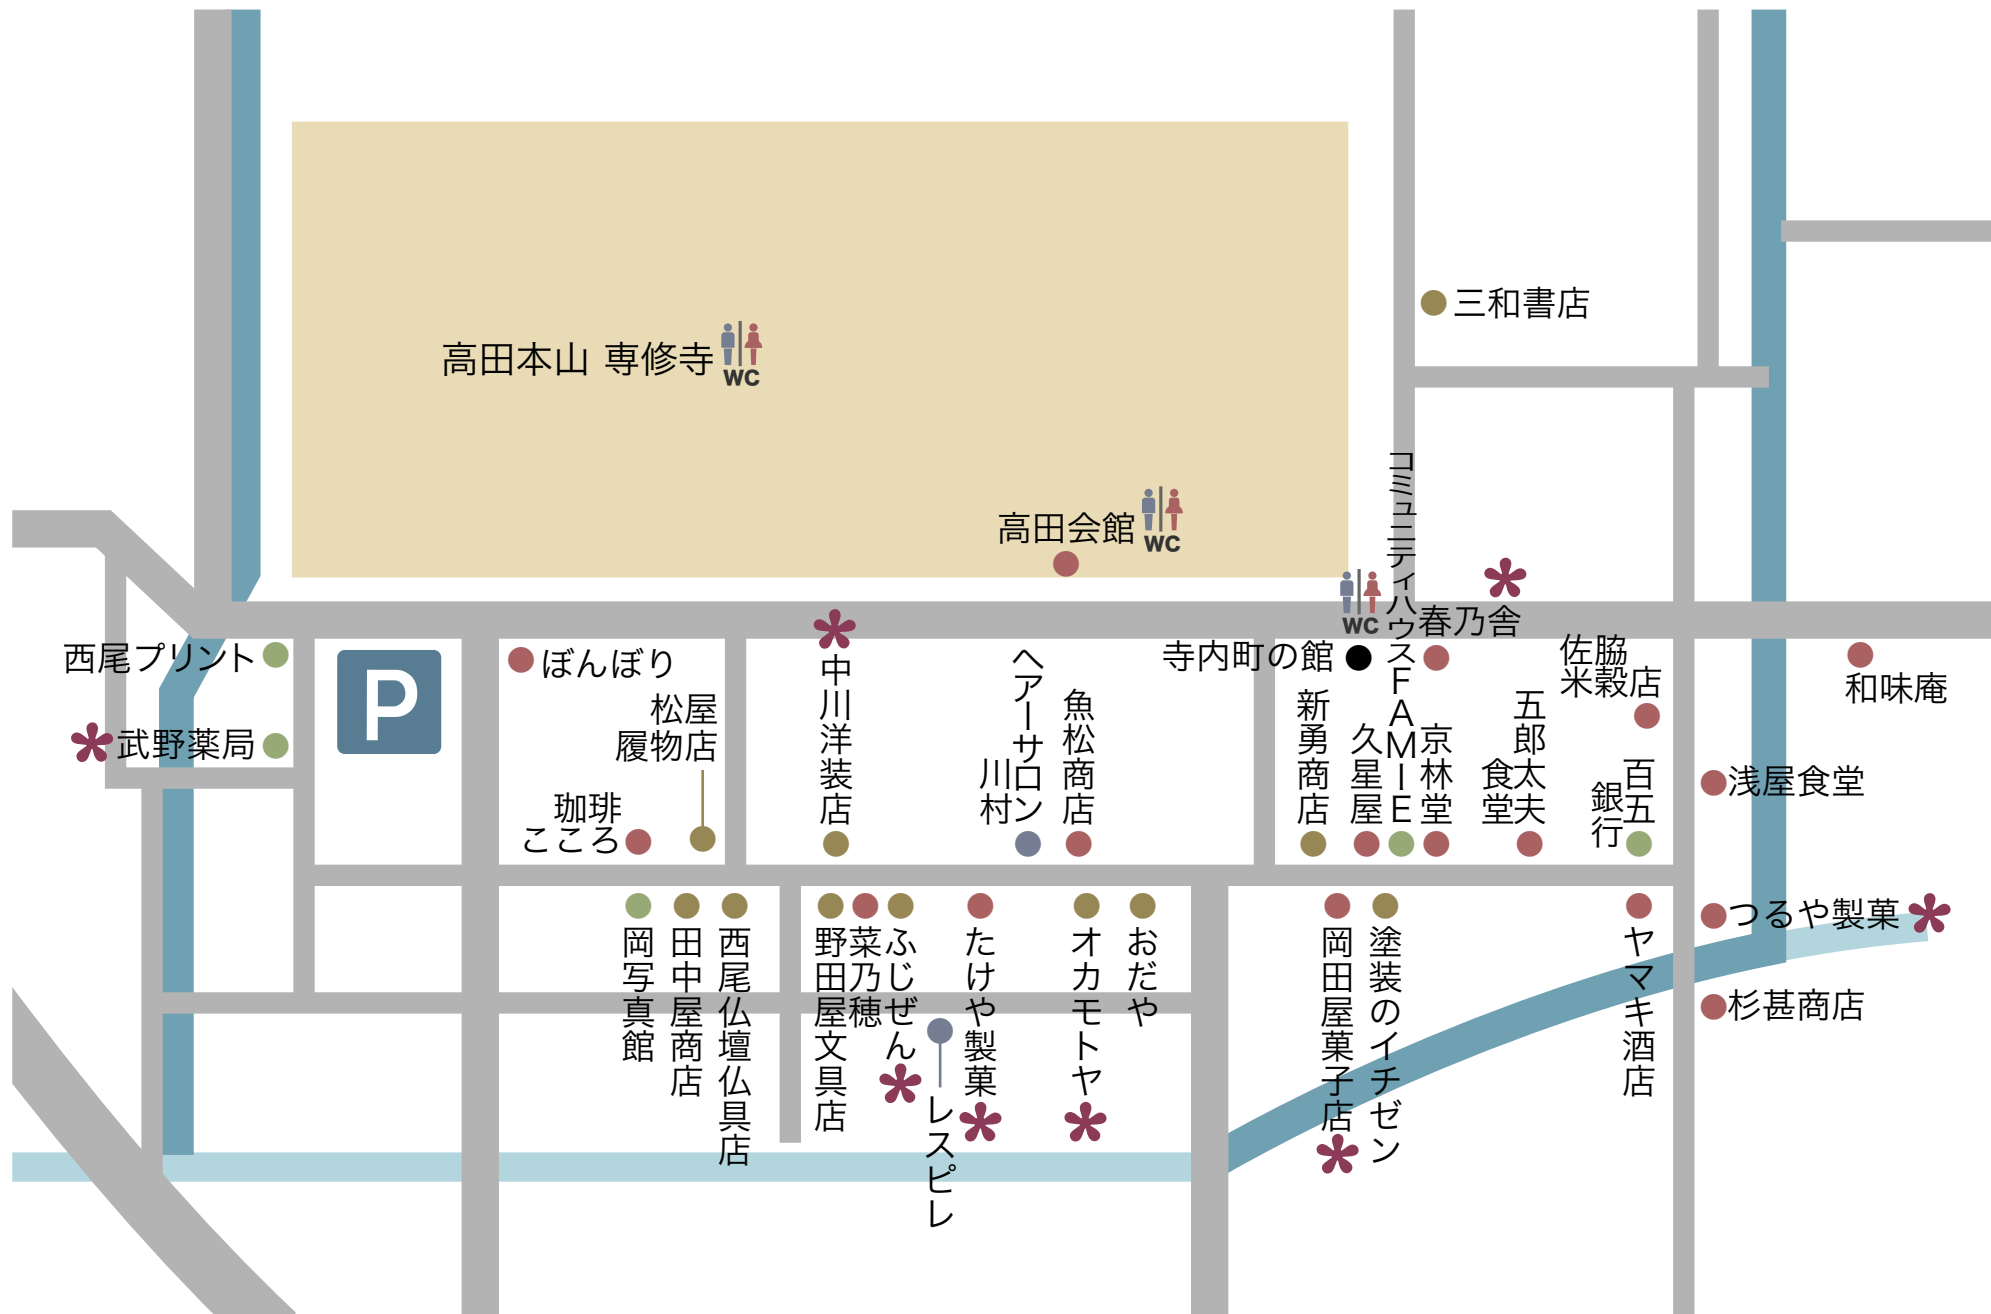 三和書店
高田本山 専修寺
WC
高田会館
WC
コミュニティハウスFAMIE
WC
春乃舎
寺内町の館
西尾プリント
P
ぼんぼり
佐脇
米穀店
和味庵
武野薬局
松屋
履物店
中川洋装店
ヘアーサロン
川村
魚松商店
新勇商店
久星屋
京林堂
五郎太夫
食堂
百五
銀行
浅屋食堂
珈琲
こころ
岡写真館
田中屋商店
西尾仏壇仏具店
野田屋文具店
菜乃穂
ふじぜん
レスピレ
たけや製菓
オカモトヤ
おだや
岡田屋菓子店
塗装のイチゼン
ヤマキ酒店
つるや製菓
杉甚商店